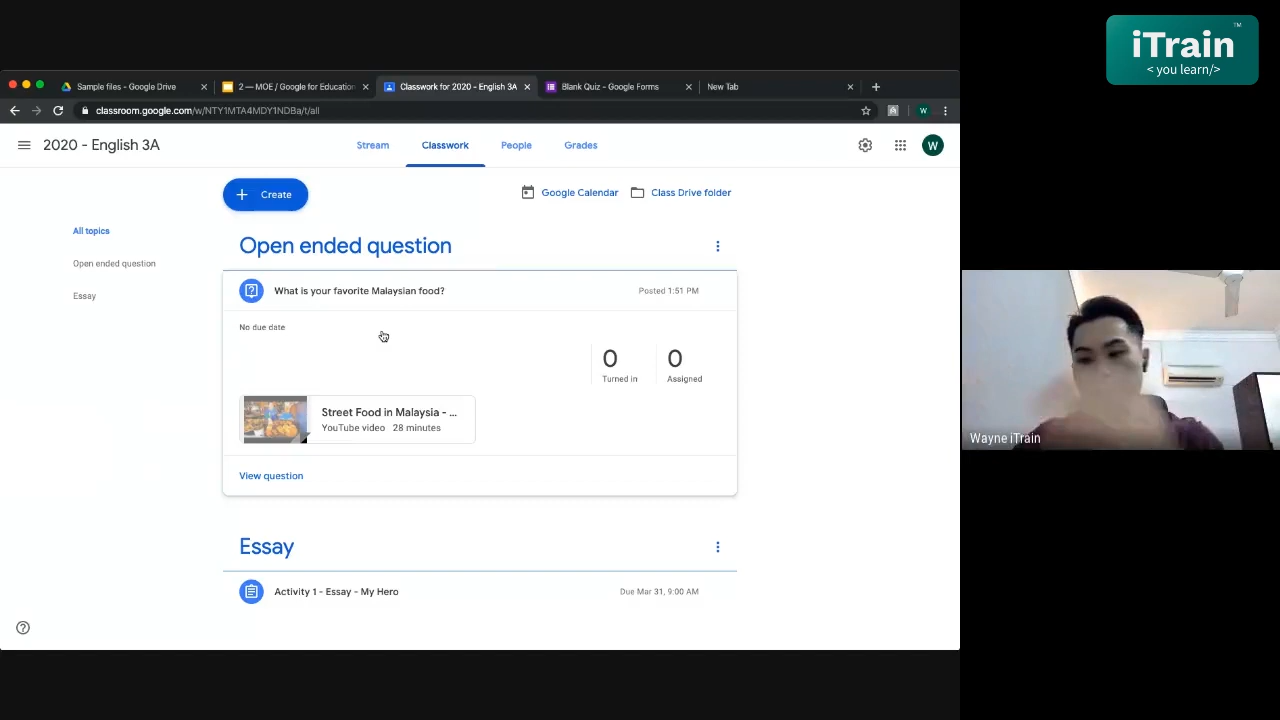 iTrain
TM
< you learn/>
Sample files - Google Drive
2 — MOE / Google for Education
Classwork for 2020 - English 3A
Blank Quiz - Google Forms
New Tab
classroom.google.com/w/NTY1MTA4MDY1NDBa/t/all
W
2020 - English 3A
Stream
Classwork
People
Grades
W
Create
Google Calendar
Class Drive folder
All topics
Open ended question
Essay
Open ended question
What is your favorite Malaysian food?
Posted 1:51 PM
No due date
0
Turned in
0
Assigned
Street Food in Malaysia - ...
YouTube video 28 minutes
View question
Essay
Activity 1 - Essay - My Hero
Due Mar 31, 9:00 AM
Wayne iTrain